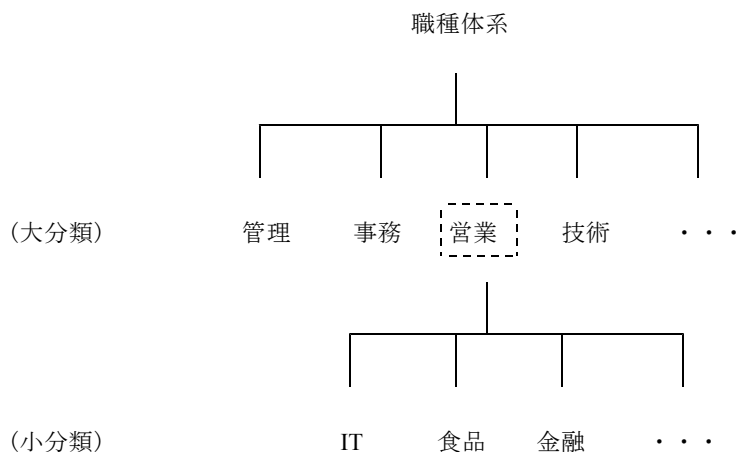 職種体系
(大分類) 管理 事務 営業 技術 ・・・
(小分類) IT 食品 金融 ・・・